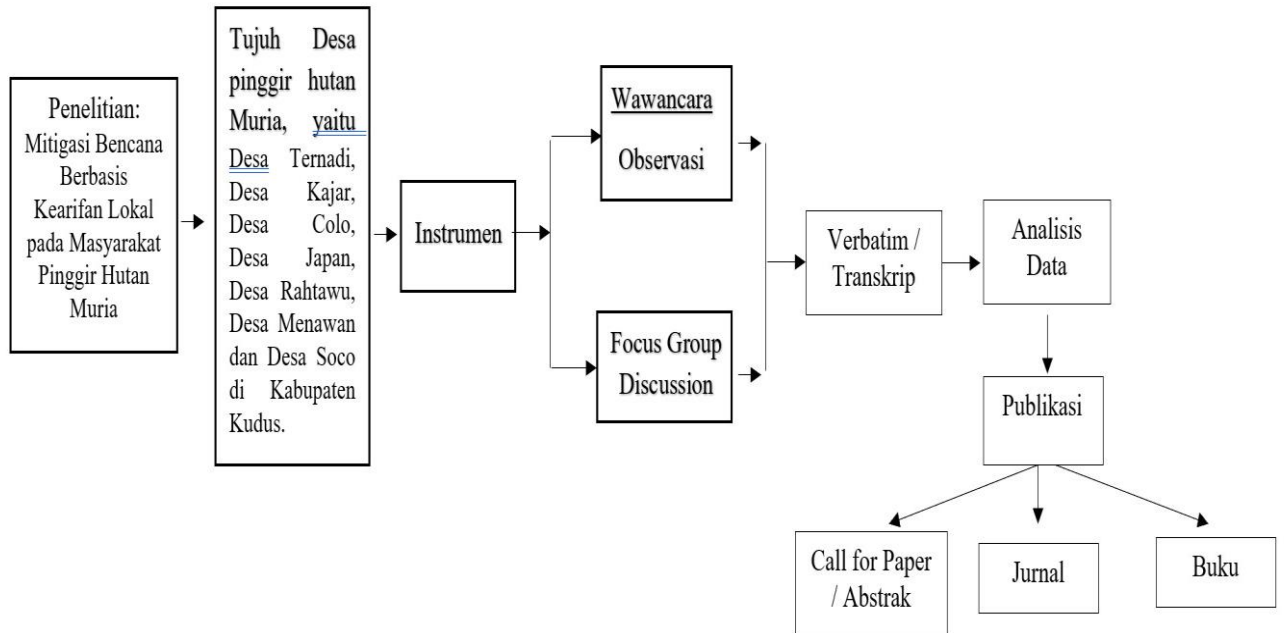 Penelitian:
Mitigasi Bencana
Berbasis
Kearifan Lokal
pada Masyarakat
Pinggir Hutan
Muria
Tujuh Desa
pinggir hutan
Muria, yaitu
Desa Ternadi,
Desa Kajar,
Desa Colo,
Desa Japan,
Desa Rahtawu,
Desa Menawan
dan Desa Soco
di Kabupaten
Kudus.
Instrumen
Wawancara
Observasi
Focus Group
Discussion
Verbatim /
Transkrip
Analisis
Data
Publikasi
Call for Paper
/ Abstrak
Jurnal
Buku